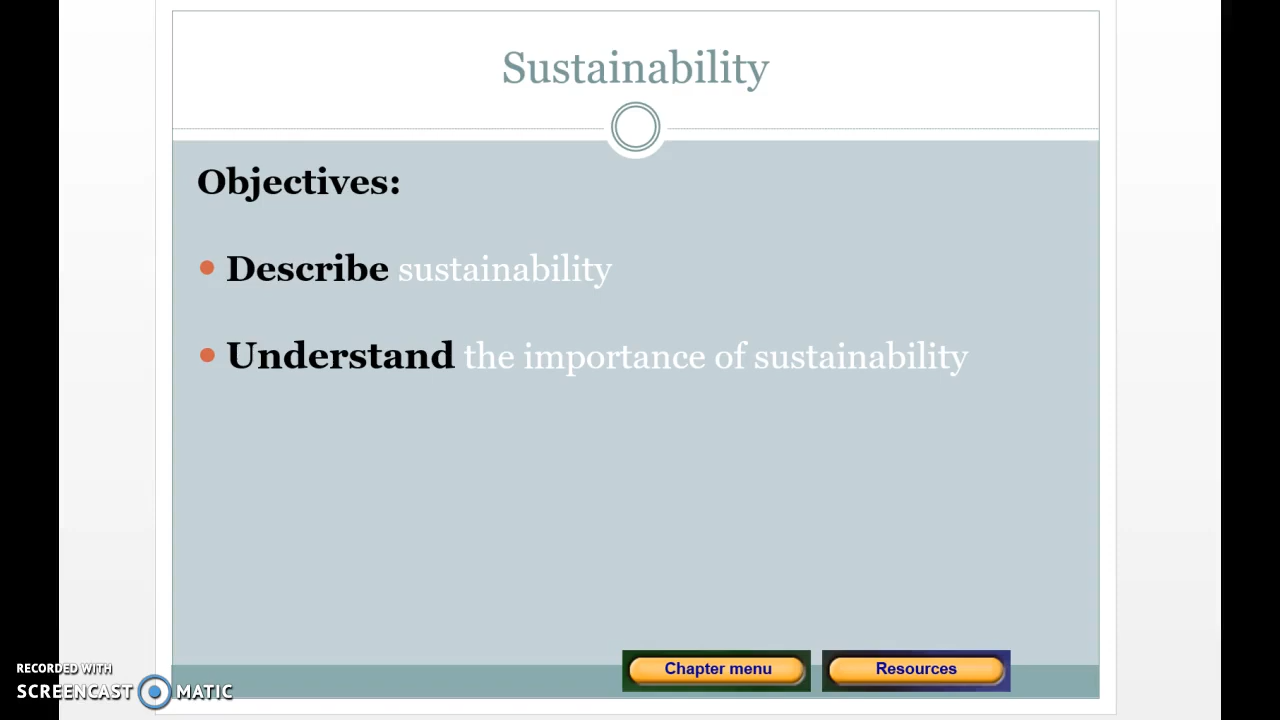 Sustainability
Objectives:
Describe sustainability
Understand the importance of sustainability
Chapter menu
Resources
RECORDED WITH
SCREENCAST MATIC